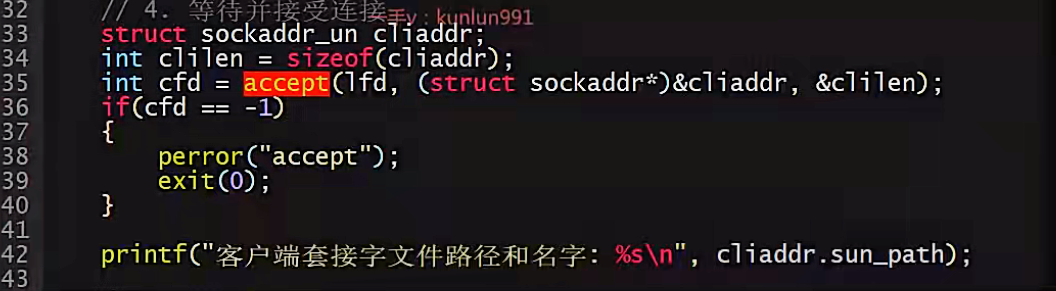 32 // 4. 等待并接受连接
手v：kunlun991
33 struct sockaddr_un cliaddr;
34 int clilen = sizeof(cliaddr);
35 int cfd = accept(lfd, (struct sockaddr*)&cliaddr, &clilen);
36 if(cfd == -1)
37 {
38 perror("accept");
39 exit(0);
40 }
41
42 printf("客户端套接字文件路径和名字: %s\n", cliaddr.sun_path);
43